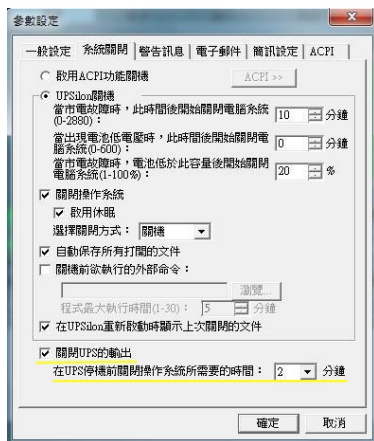 參數設定
一般設定 系統關閉 警告訊息 電子郵件 簡訊設定 ACPI
啟用ACPI功能關機 ACPI >>
UPSilon關機
當市電故障時，此時間後開始關閉電腦系統
(0-2880)： 10 分鐘
當出現電池低電壓時，此時間後開始關閉電
腦系統(0-600)： 0 分鐘
當市電故障時，電池低於此容量後開始關閉
電腦系統(1-100%)： 20 %
關閉操作系統
啟用休眠
選擇關閉方式： 關機
自動保存所有打開的文件
關機前欲執行的外部命令：
瀏覽...
程式最大執行時間(1-30)： 5 分鐘
在UPSilon重新啟動時顯示上次關閉的文件
關閉UPS的輸出
在UPS停機前關閉操作系統所需要的時間： 2 分鐘
確定 取消